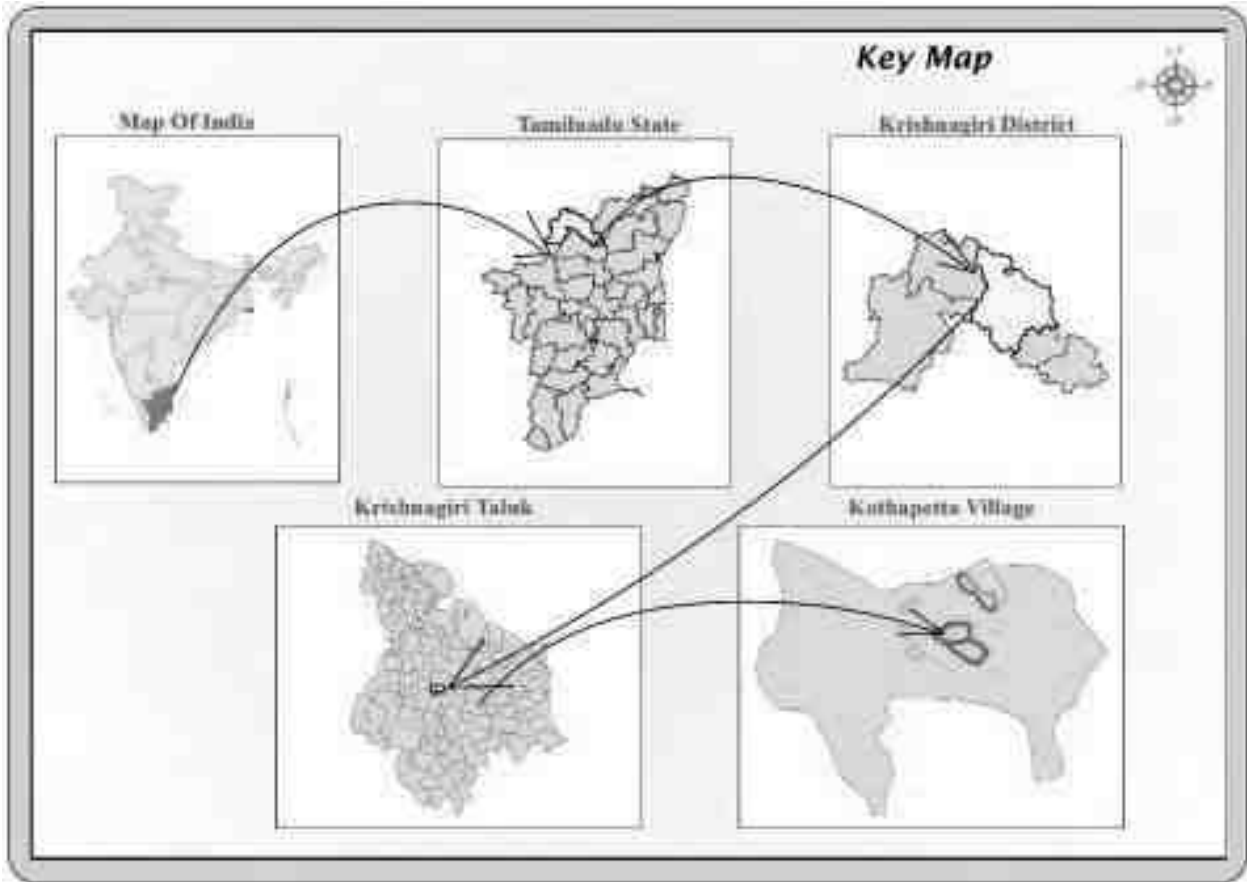 Key Map
Map Of India
Tamilnadu State
Krishnagiri District
Krishnagiri Taluk
Kothapetta Village